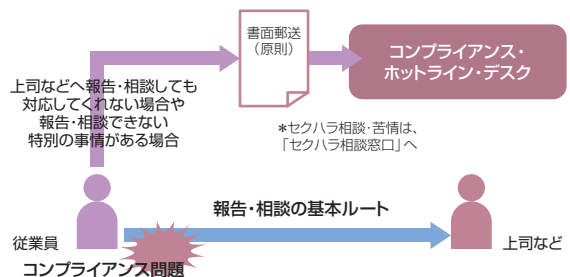 書面郵送
（原則）
コンプライアンス・
ホットライン・デスク
上司などへ報告・相談しても
対応してくれない場合や
報告・相談できない
特別の事情がある場合
*セクハラ相談・苦情は、
「セクハラ相談窓口」へ
報告・相談の基本ルート
従業員
上司など
コンプライアンス問題